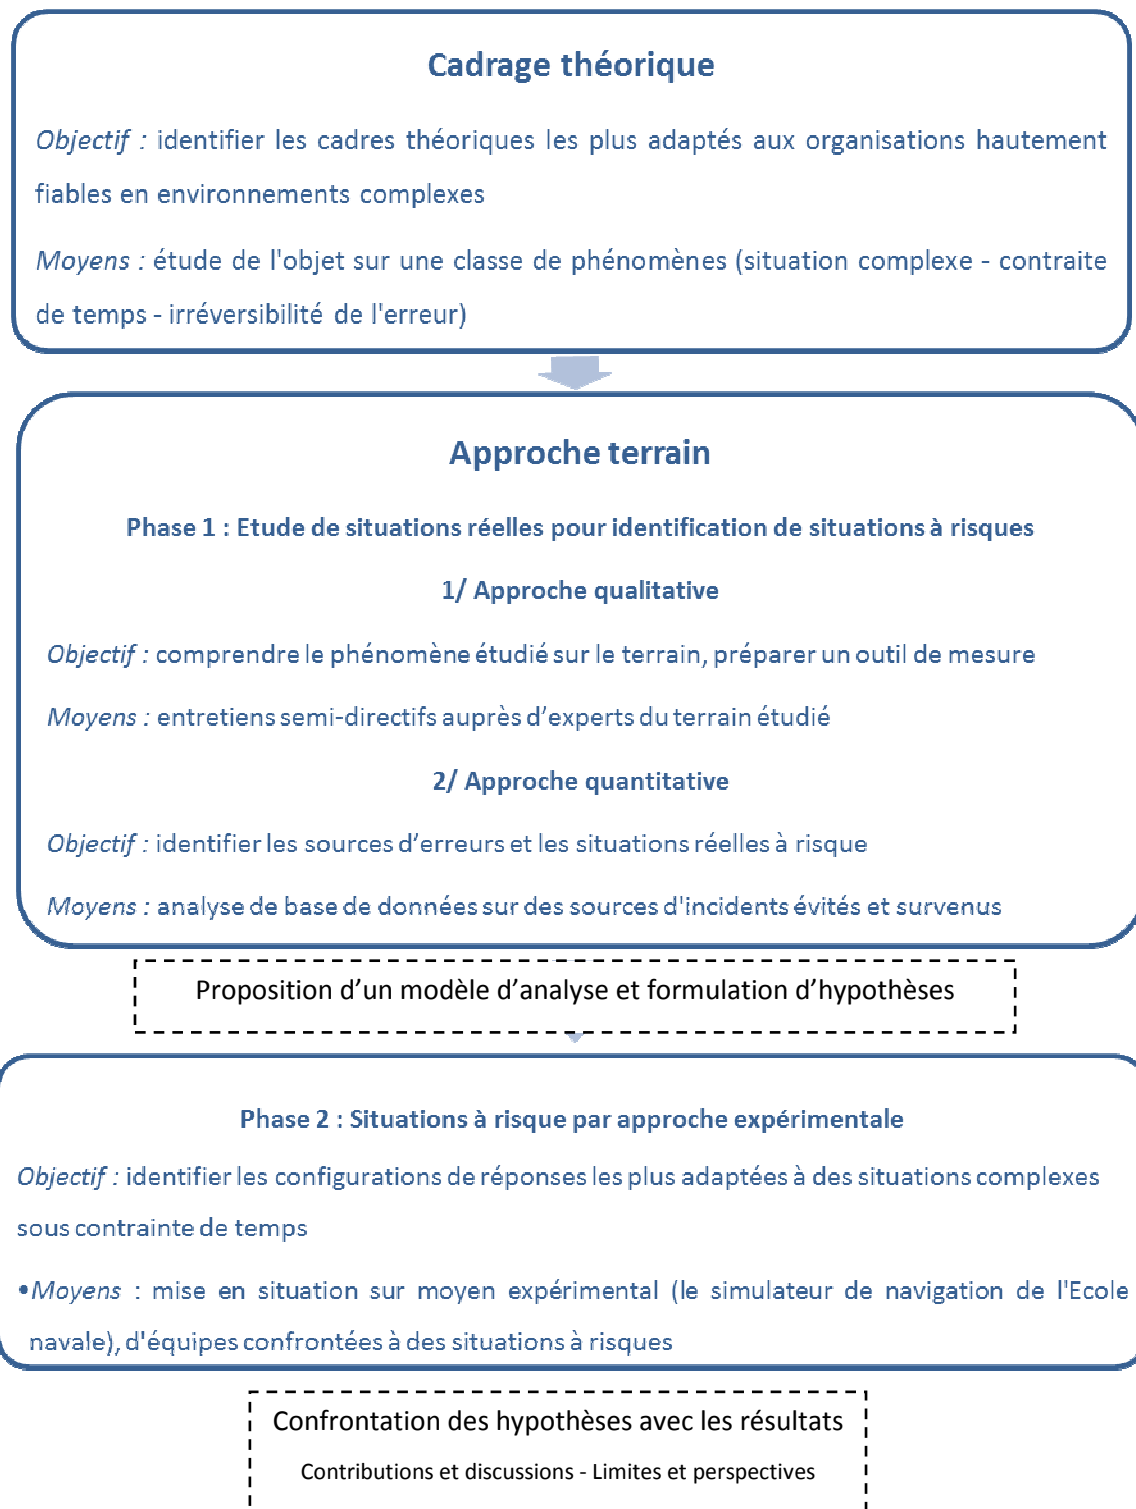 Cadrage théorique
Objectif : identifier les cadres théoriques les plus adaptés aux organisations hautement
fiables en environnements complexes
Moyens : étude de l'objet sur une classe de phénomènes (situation complexe - contraite
de temps - irréversibilité de l'erreur)
Approche terrain
Phase 1 : Etude de situations réelles pour identification de situations à risques
1/ Approche qualitative
Objectif : comprendre le phénomène étudié sur le terrain, préparer un outil de mesure
Moyens : entretiens semi-directifs auprès d’experts du terrain étudié
2/ Approche quantitative
Objectif : identifier les sources d’erreurs et les situations réelles à risque
Moyens : analyse de base de données sur des sources d'incidents évités et survenus
Proposition d’un modèle d’analyse et formulation d’hypothèses
Phase 2 : Situations à risque par approche expérimentale
Objectif : identifier les configurations de réponses les plus adaptées à des situations complexes
sous contrainte de temps
•Moyens : mise en situation sur moyen expérimental (le simulateur de navigation de l'Ecole
navale), d'équipes confrontées à des situations à risques
Confrontation des hypothèses avec les résultats
Contributions et discussions - Limites et perspectives